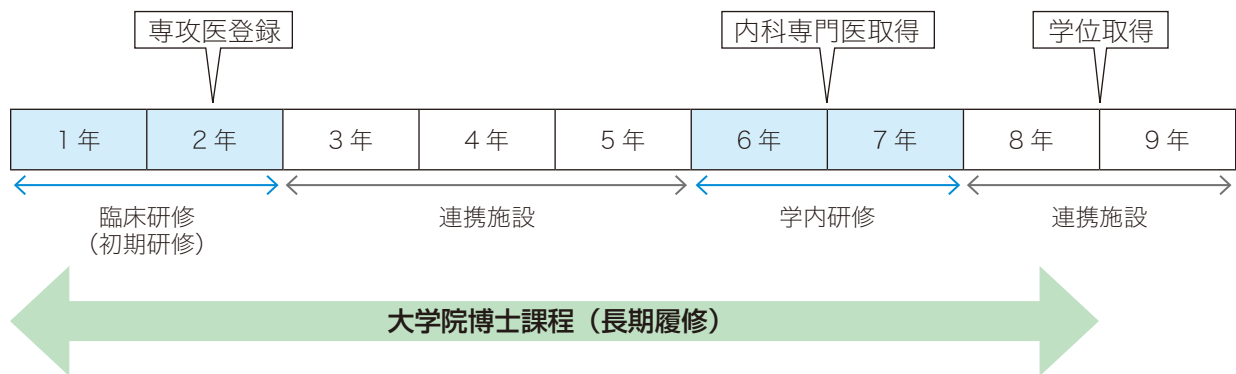 専攻医登録
内科専門医取得
学位取得
1年
2年
3年
4年
5年
6年
7年
8年
9年
臨床研修
（初期研修）
連携施設
学内研修
連携施設
大学院博士課程（長期履修）